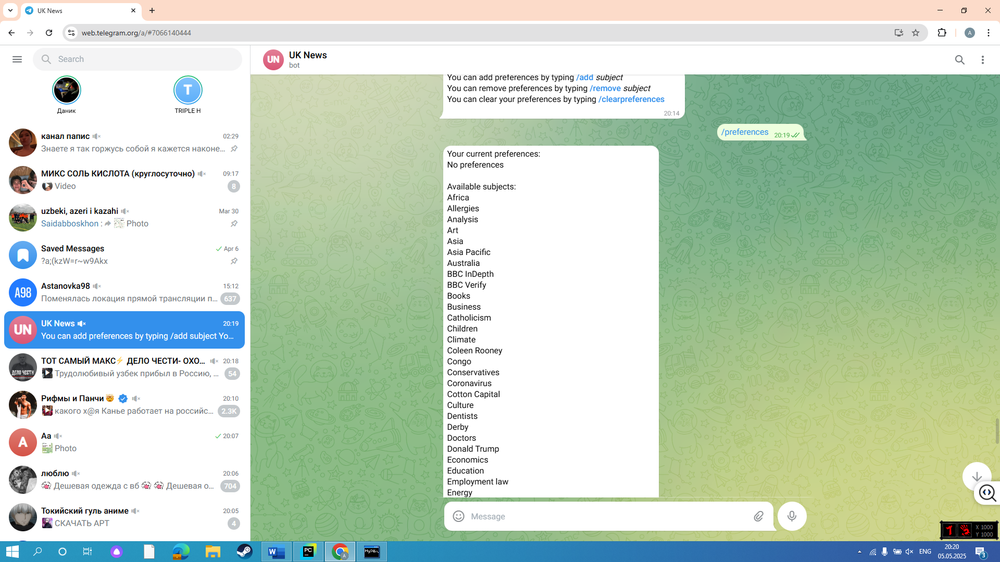 UK News
web.telegram.org/a/#7066140444
A
Search
Даник
T
TRIPLE H
канал папис
02:29
Знаете я так горжусь собой я кажется наконе...
МИКС СОЛЬ КИСЛОТА (круглосуточно)
09:17
Video
8
uzbeki, azeri i kazahi
Mar 30
Saidabboskhon : Photo
Saved Messages
Apr 6
?a;(kzW=r~w9Akx
A98
Astanovka98
15:12
Поменялась локация прямой трансляции п...
637
UN
UK News
20:19
You can add preferences by typing /add subject Yo...
ДЕЛО ЧЕСТИ
ТОТ САМЫЙ МАКС⚡ ДЕЛО ЧЕСТИ- ОХО...
20:18
Трудолюбивый узбек прибыл в Россию, ...
54
Рифмы и Панчи🤯
20:10
какого х@я Канье работает на российс...
2.3K
A
Aa
20:07
Photo
люблю
20:06
Дешевая одежда с вб Дешевая о...
704
Токийский гуль аниме
20:05
СКАЧАТЬ АРТ
4
UN
UK News
bot
You can add preferences by typing /add subject
You can remove preferences by typing /remove subject
You can clear your preferences by typing /clearpreferences
20:14
/preferences
20:19
Your current preferences:
No preferences
Available subjects:
Africa
Allergies
Analysis
Art
Asia
Asia Pacific
Australia
BBC InDepth
BBC Verify
Books
Business
Catholicism
Children
Climate
Coleen Rooney
Congo
Conservatives
Coronavirus
Cotton Capital
Culture
Dentists
Derby
Doctors
Donald Trump
Economics
Education
Employment law
Energy
Message
X 1000
Y 1000
W
PC
A
MySQL
ENG
20:20
05.05.2025
3